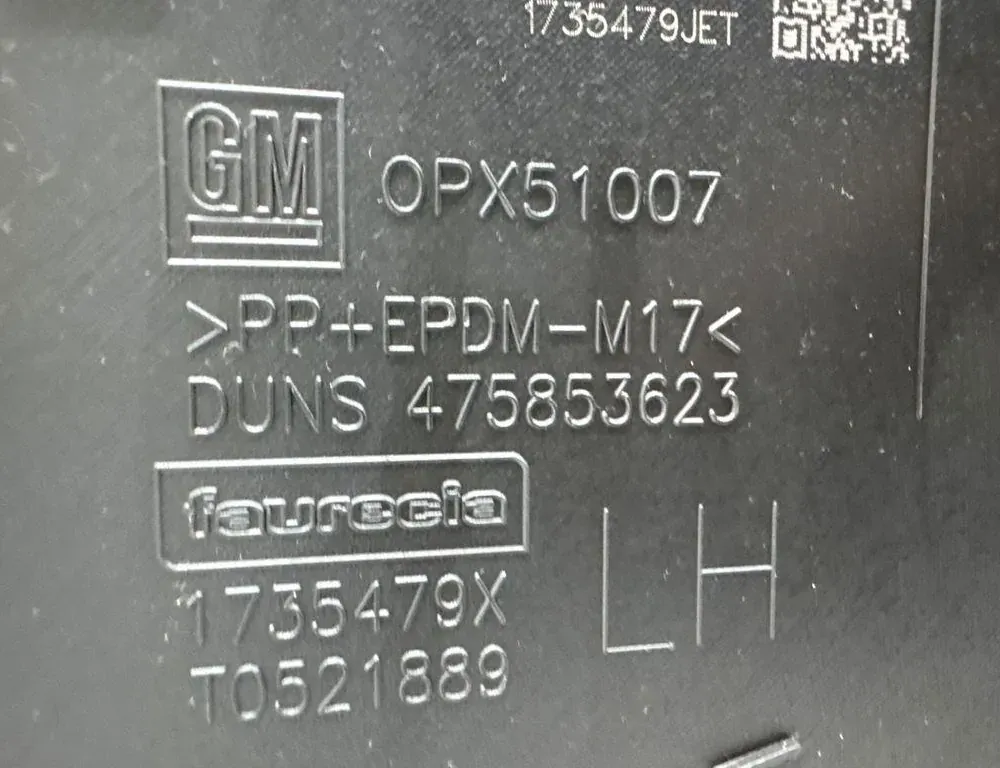 1735479JET
GM OPX51007
>PP+EPDM-M17<
DUNS 475853623
faurecia
LH
1735479X
T0521889